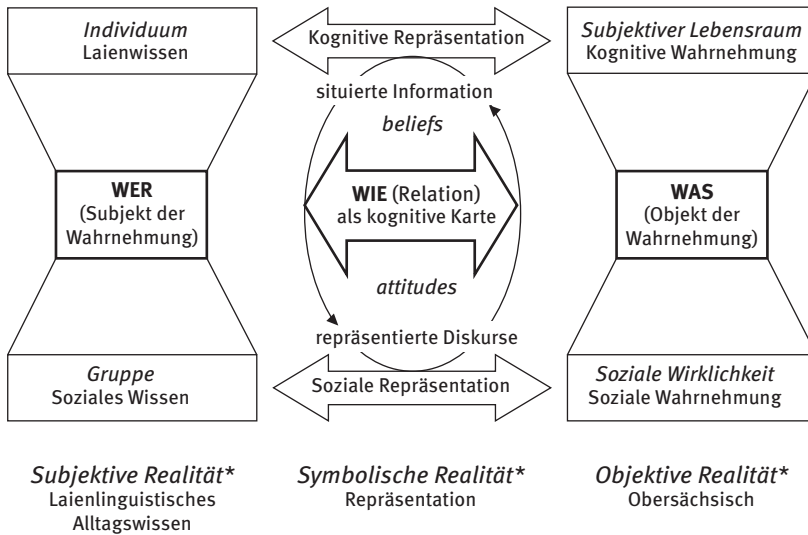 Individuum
Laienwissen
Kognitive Repräsentation
Subjektiver Lebensraum
Kognitive Wahrnehmung
situierte Information
beliefs
WER
(Subjekt der
Wahrnehmung)
WIE (Relation)
als kognitive Karte
WAS
(Objekt der
Wahrnehmung)
attitudes
repräsentierte Diskurse
Gruppe
Soziales Wissen
Soziale Repräsentation
Soziale Wirklichkeit
Soziale Wahrnehmung
Subjektive Realität*
Laienlinguistisches
Alltagswissen
Symbolische Realität*
Repräsentation
Objektive Realität*
Obersächsisch